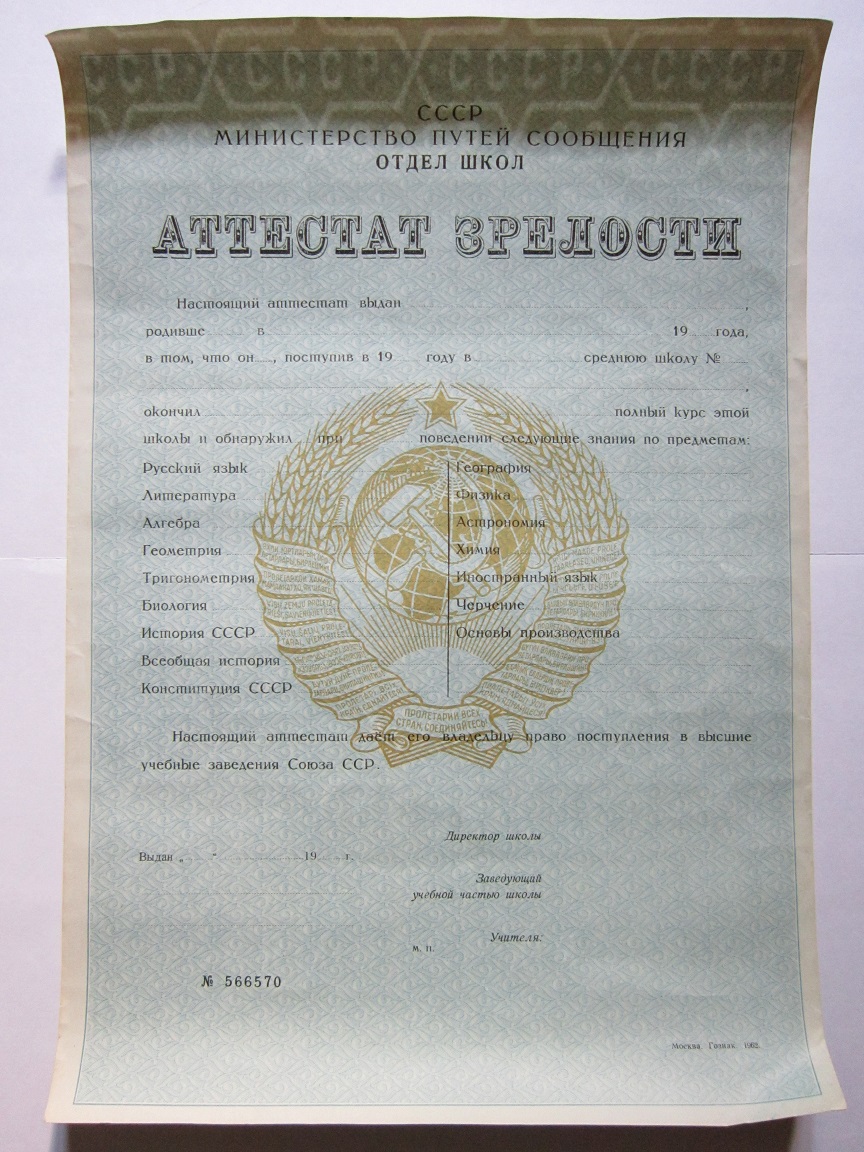 СССР
МИНИСТЕРСТВО ПУТЕЙ СООБЩЕНИЯ
ОТДЕЛ ШКОЛ
АТТЕСТАТ ЗРЕЛОСТИ
Настоящий аттестат выдан ,
родивше в 19 года,
в том, что он , поступив в 19 году в среднюю школу №
,
окончил полный курс этой
школы и обнаружил при поведении следующие знания по предметам:
Русский язык
Литература
Алгебра
Геометрия
Тригонометрия
Биология
История СССР
Всеобщая история
Конституция СССР
География
Физика
Астрономия
Химия
Иностранный язык
Черчение
Основы производства
ПРОЛЕТАРИИ ВСЕХ
СТРАН, СОЕДИНЯЙТЕСЬ!
Настоящий аттестат даёт его владельцу право поступления в высшие
учебные заведения Союза ССР.
Директор школы
Выдан „ “ 19 г.
Заведующий
учебной частью школы
Учителя:
м. п.
№ 566570
Москва. Гознак. 1962.